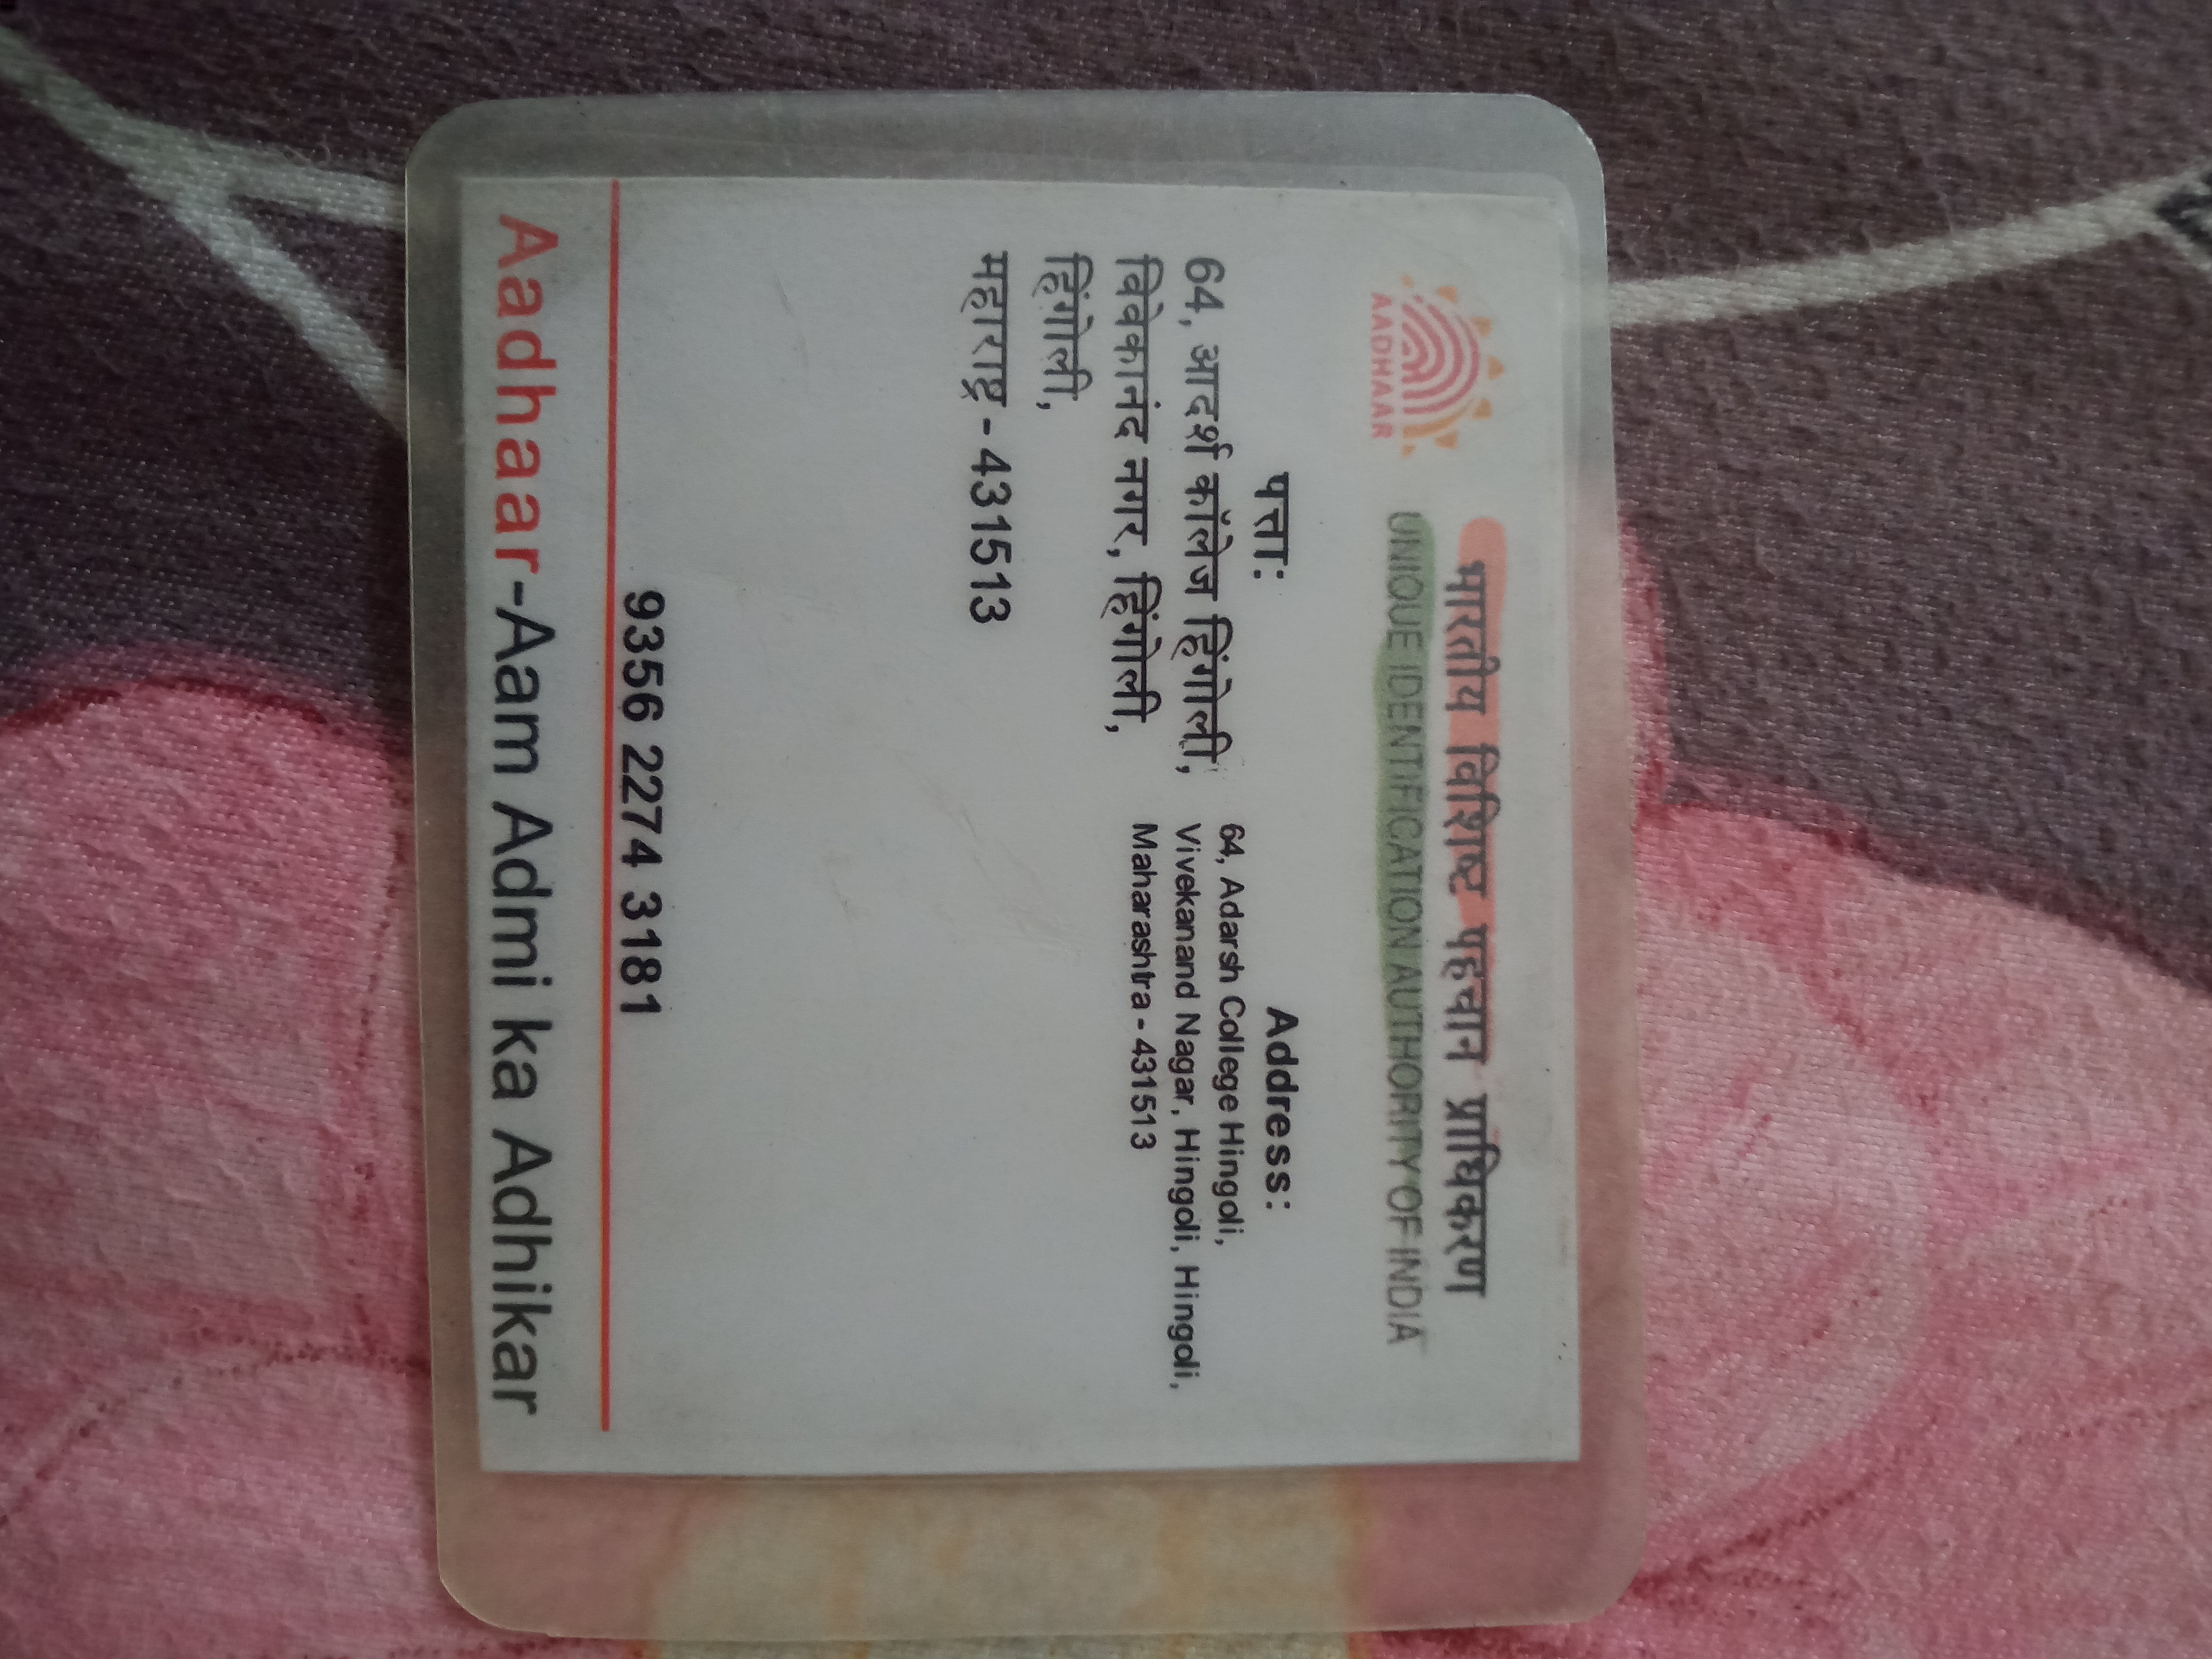 भारतीय विशिष्ट पहचान प्राधिकरण
UNIQUE IDENTIFICATION AUTHORITY OF INDIA
AADHAAR
पत्ता:
64, आदर्श कॉलेज हिंगोली,
विवेकानंद नगर, हिंगोली,
हिंगोली,
महाराष्ट्र - 431513
Address:
64, Adarsh College Hingoli,
Vivekanand Nagar, Hingoli, Hingoli,
Maharashtra - 431513
9356 2274 3181
Aadhaar-Aam Admi ka Adhikar